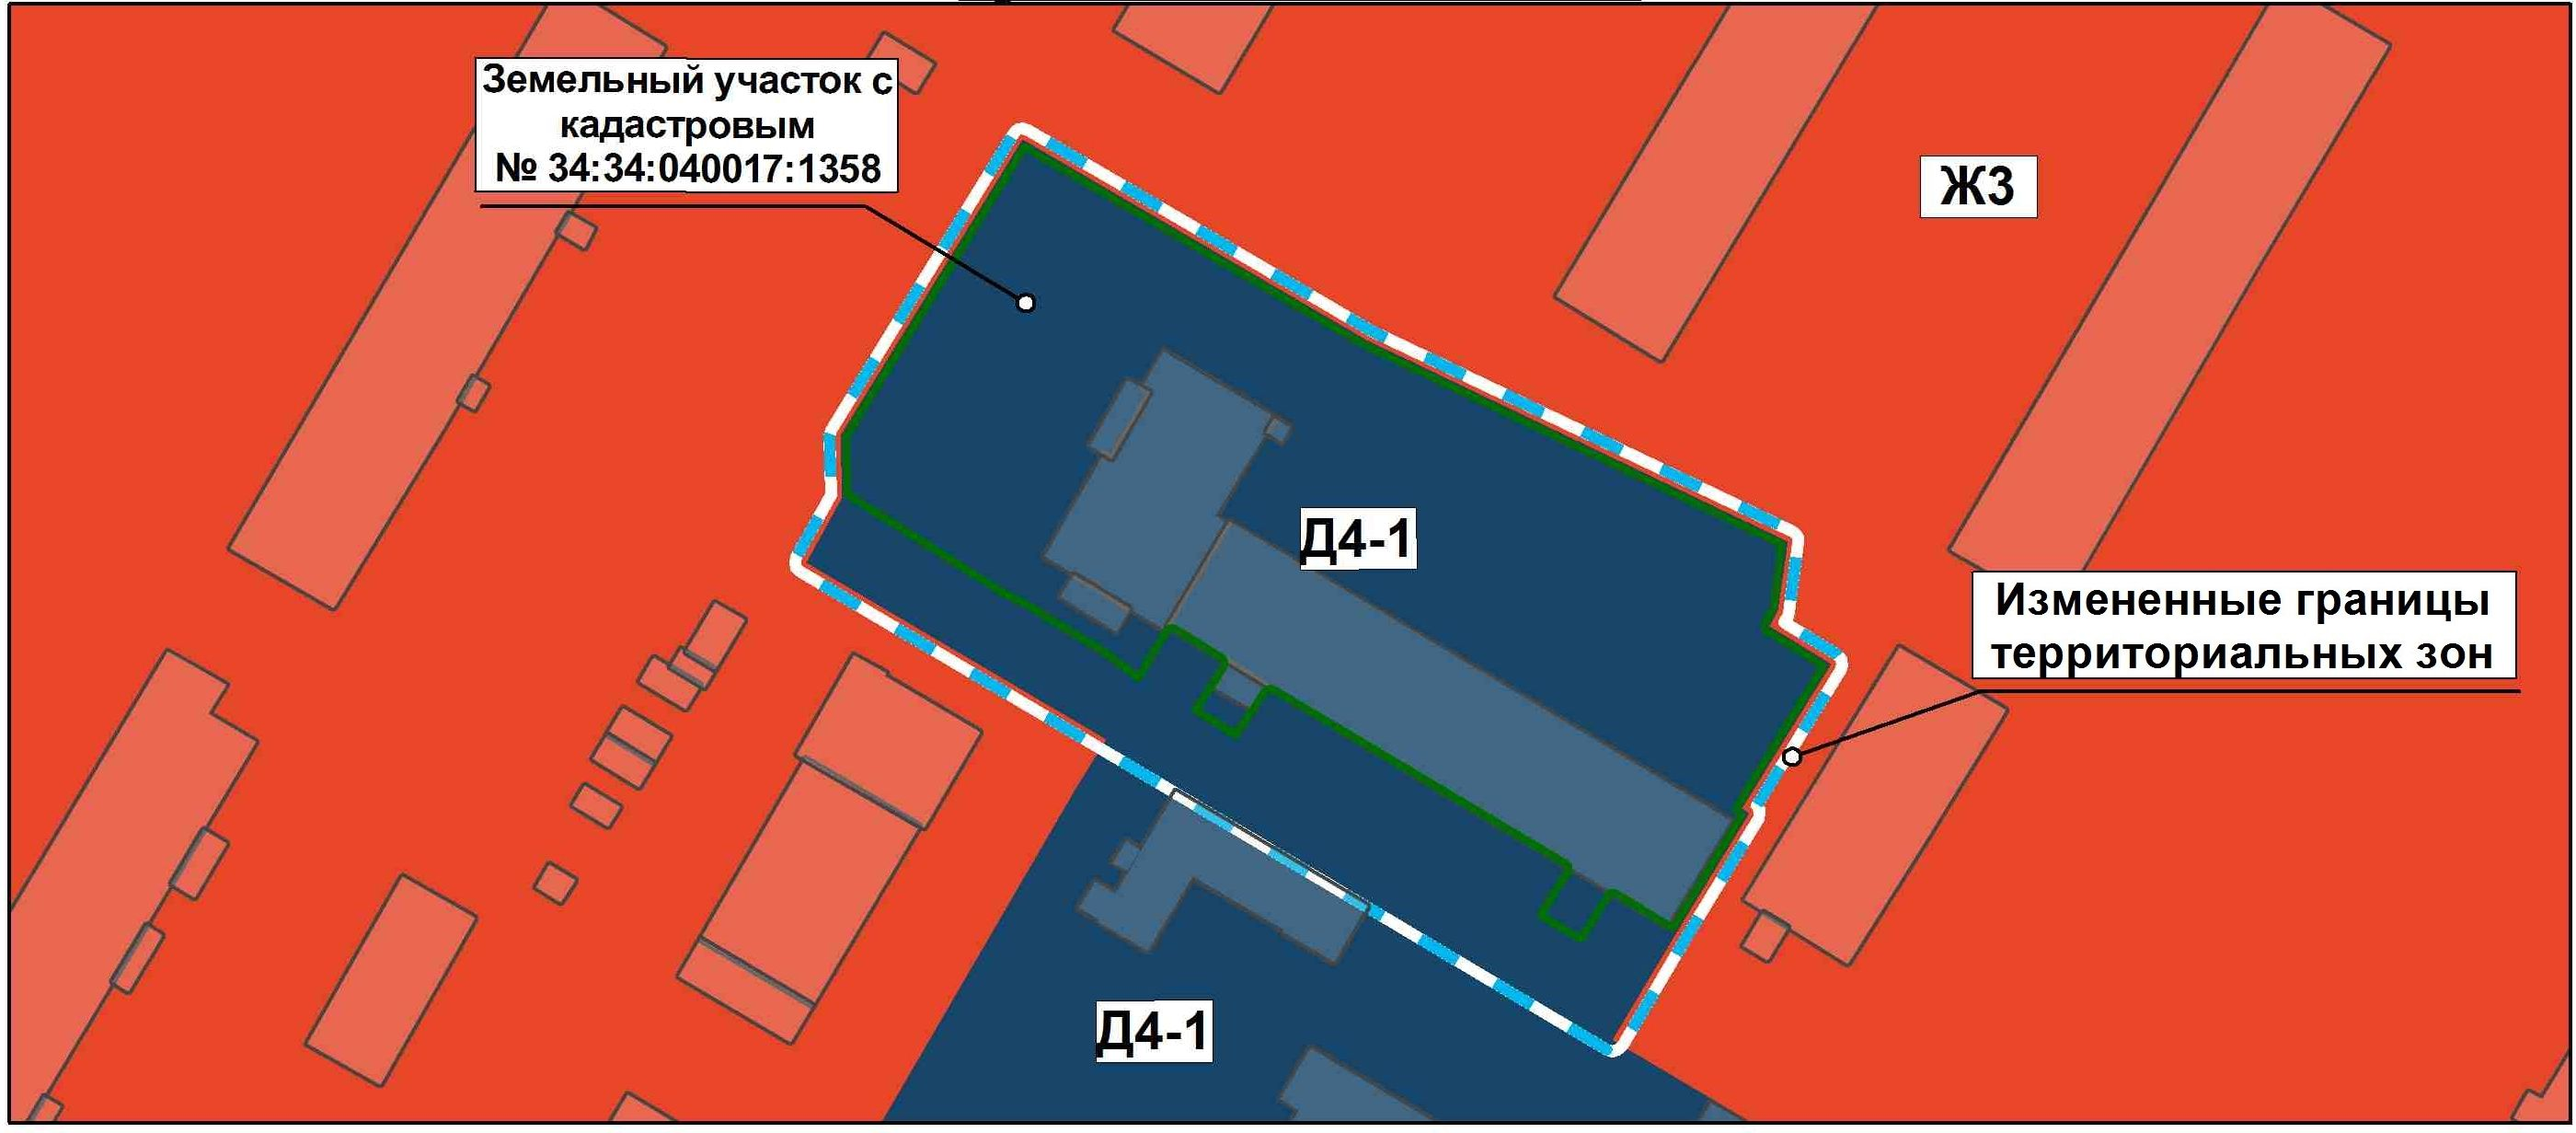 Земельный участок с
кадастровым
№ 34:34:040017:1358
Ж3
Д4-1
Измененные границы
территориальных зон
Д4-1